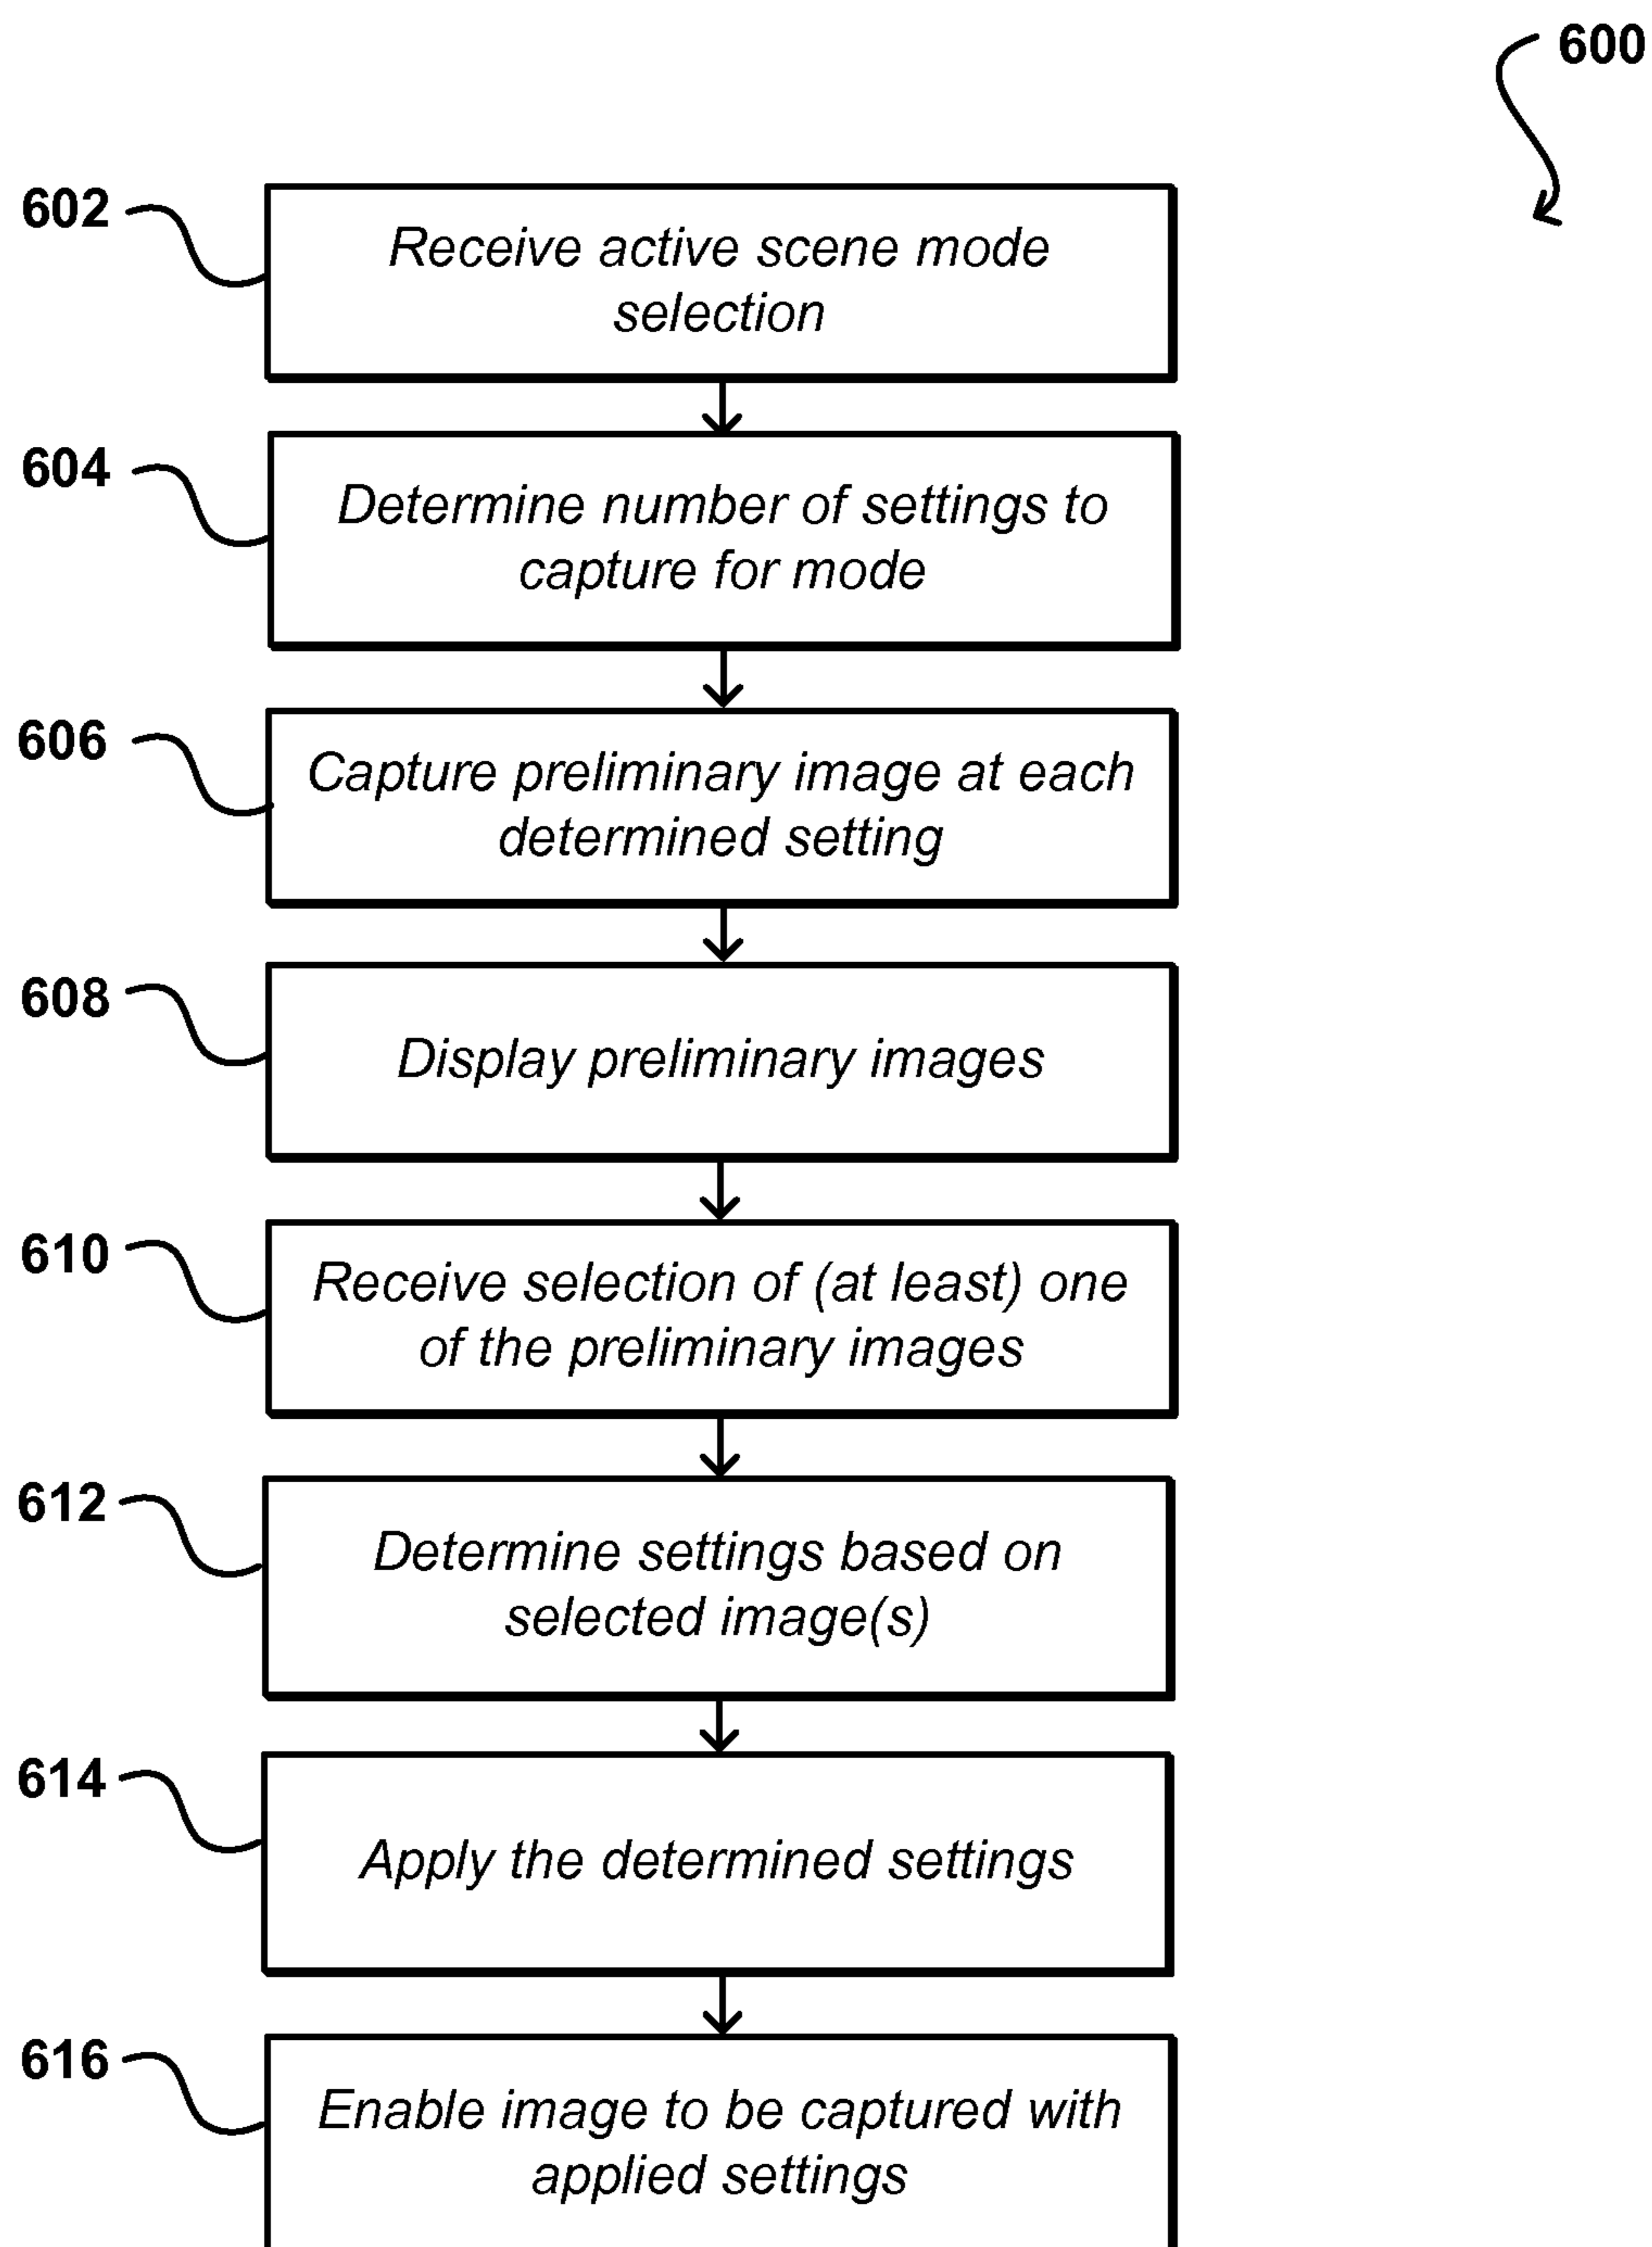 600
602
Receive active scene mode
selection
604
Determine number of settings to
capture for mode
606
Capture preliminary image at each
determined setting
608
Display preliminary images
610
Receive selection of (at least) one
of the preliminary images
612
Determine settings based on
selected image(s)
614
Apply the determined settings
616
Enable image to be captured with
applied settings